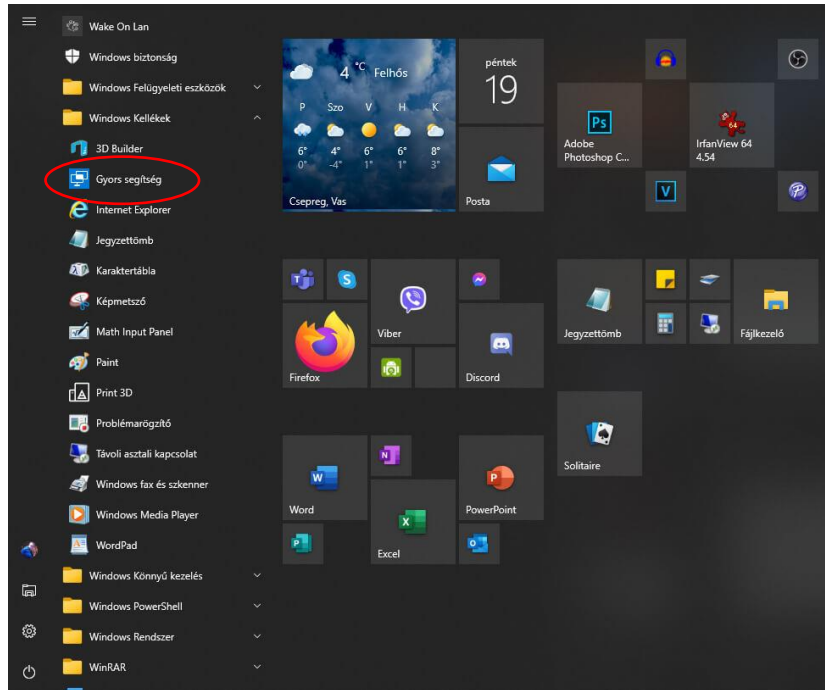 Wake On Lan
Windows biztonság
Windows Felügyeleti eszközök
Windows Kellékek
3D Builder
Gyors segítség
Internet Explorer
Jegyzettömb
Karaktertábla
Képmetsző
Math Input Panel
Paint
Print 3D
Problémarögzítő
Távoli asztali kapcsolat
Windows fax és szkenner
Windows Media Player
WordPad
Windows Könnyű kezelés
Windows PowerShell
Windows Rendszer
WinRAR
4 °C Felhős
P Szo V H K
6° 4° 6° 6° 8°
0° -4° 1° 1° 3°
Csepreg, Vas
péntek
19
Posta
Ps
Adobe
Photoshop C...
64
IrfanView 64
4.54
V
P
Firefox
Viber
Discord
Jegyzettömb
Fájlkezelő
Solitaire
W
Word
N
X
Excel
P
PowerPoint
P
O